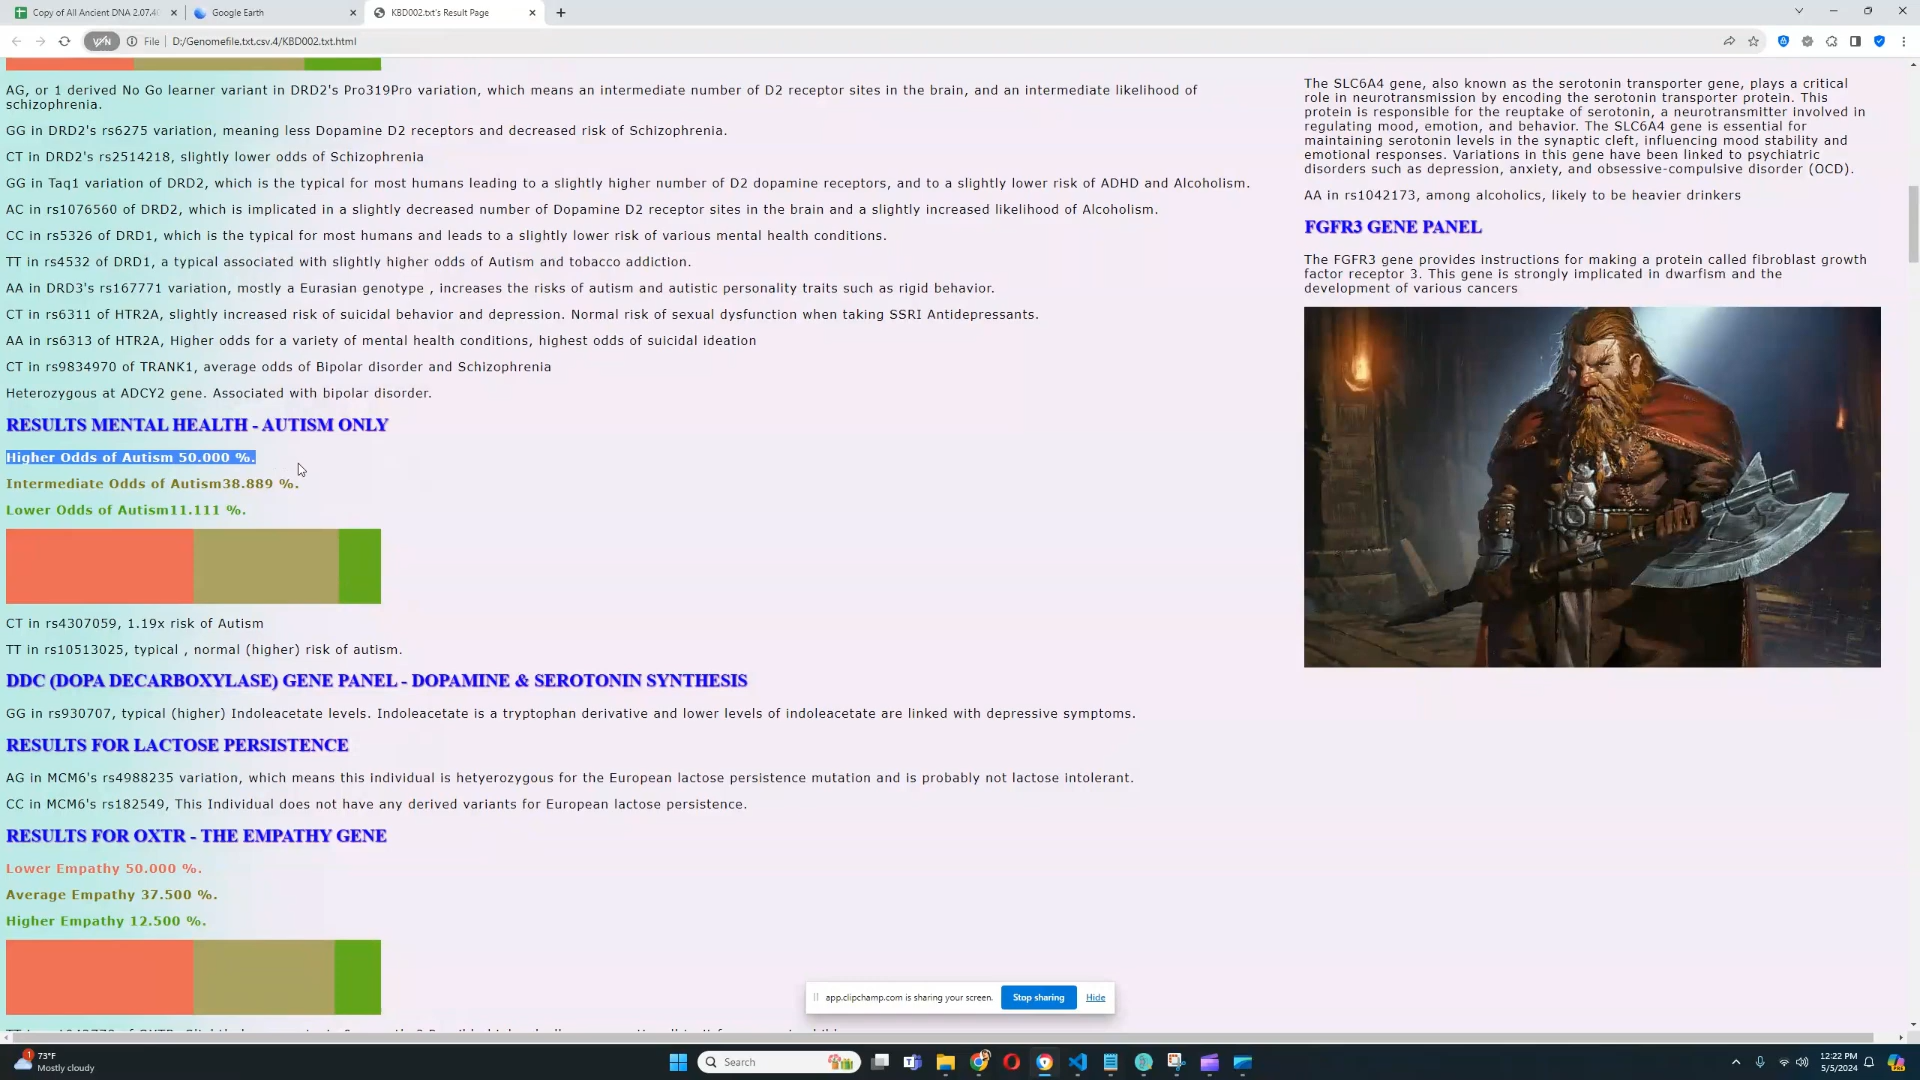 Copy of All Ancient DNA 2.07.
Google Earth
KBD002.txt's Result Page
VPN
File
D:/Genomefile.txt.csv.4/KBD002.txt.html
AG, or 1 derived No Go learner variant in DRD2's Pro319Pro variation, which means an intermediate number of D2 receptor sites in the brain, and an intermediate likelihood of
schizophrenia.
GG in DRD2's rs6275 variation, meaning less Dopamine D2 receptors and decreased risk of Schizophrenia.
CT in DRD2's rs2514218, slightly lower odds of Schizophrenia
GG in Taq1 variation of DRD2, which is the typical for most humans leading to a slightly higher number of D2 dopamine receptors, and to a slightly lower risk of ADHD and Alcoholism.
AC in rs1076560 of DRD2, which is implicated in a slightly decreased number of Dopamine D2 receptor sites in the brain and a slightly increased likelihood of Alcoholism.
CC in rs5326 of DRD1, which is the typical for most humans and leads to a slightly lower risk of various mental health conditions.
TT in rs4532 of DRD1, a typical associated with slightly higher odds of Autism and tobacco addiction.
AA in DRD3's rs167771 variation, mostly a Eurasian genotype , increases the risks of autism and autistic personality traits such as rigid behavior.
CT in rs6311 of HTR2A, slightly increased risk of suicidal behavior and depression. Normal risk of sexual dysfunction when taking SSRI Antidepressants.
AA in rs6313 of HTR2A, Higher odds for a variety of mental health conditions, highest odds of suicidal ideation
CT in rs9834970 of TRANK1, average odds of Bipolar disorder and Schizophrenia
Heterozygous at ADCY2 gene. Associated with bipolar disorder.
RESULTS MENTAL HEALTH - AUTISM ONLY
Higher Odds of Autism 50.000 %.
Intermediate Odds of Autism38.889 %.
Lower Odds of Autism11.111 %.
CT in rs4307059, 1.19x risk of Autism
TT in rs10513025, typical , normal (higher) risk of autism.
DDC (DOPA DECARBOXYLASE) GENE PANEL - DOPAMINE & SEROTONIN SYNTHESIS
GG in rs930707, typical (higher) Indoleacetate levels. Indoleacetate is a tryptophan derivative and lower levels of indoleacetate are linked with depressive symptoms.
RESULTS FOR LACTOSE PERSISTENCE
AG in MCM6's rs4988235 variation, which means this individual is hetyerozygous for the European lactose persistence mutation and is probably not lactose intolerant.
CC in MCM6's rs182549, This Individual does not have any derived variants for European lactose persistence.
RESULTS FOR OXTR - THE EMPATHY GENE
Lower Empathy 50.000 %.
Average Empathy 37.500 %.
Higher Empathy 12.500 %.
The SLC6A4 gene, also known as the serotonin transporter gene, plays a critical
role in neurotransmission by encoding the serotonin transporter protein. This
protein is responsible for the reuptake of serotonin, a neurotransmitter involved in
regulating mood, emotion, and behavior. The SLC6A4 gene is essential for
maintaining serotonin levels in the synaptic cleft, influencing mood stability and
emotional responses. Variations in this gene have been linked to psychiatric
disorders such as depression, anxiety, and obsessive-compulsive disorder (OCD).
AA in rs1042173, among alcoholics, likely to be heavier drinkers
FGFR3 GENE PANEL
The FGFR3 gene provides instructions for making a protein called fibroblast growth
factor receptor 3. This gene is strongly implicated in dwarfism and the
development of various cancers
app.clipchamp.com is sharing your screen.
Stop sharing
Hide
1
73°F
Mostly cloudy
Search
12:22 PM
5/5/2024